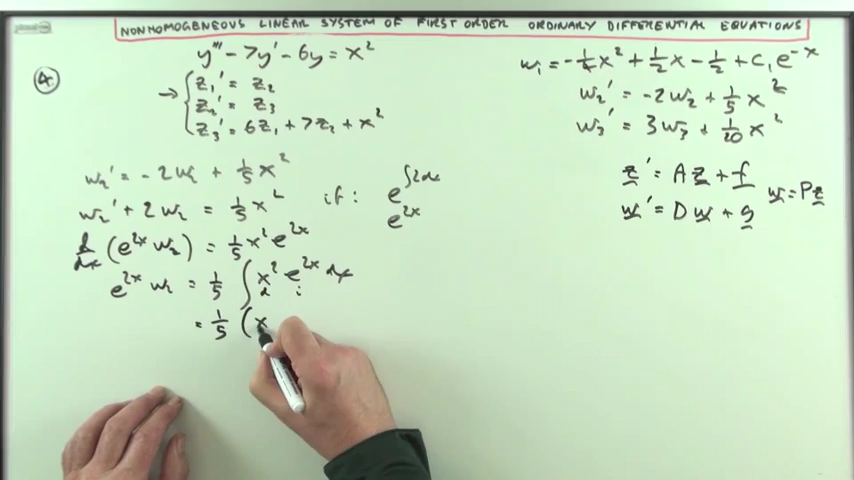 NONHOMOGENEOUS LINEAR SYSTEM OF FIRST ORDER ORDINARY DIFFERENTIAL EQUATIONS
4
y''' - 7y' - 6y = x²
→ { z₁' = z₂
z₂' = z₃
z₃' = 6z₁ + 7z₂ + x²
w₂' = -2w₂ + 1/5 x²
w₂' + 2w₂ = 1/5 x² if: e^∫2dx
e^2x
d/dx (e^2x w₂) = 1/5 x² e^2x
e^2x w₂ = 1/5 ∫ x² e^2x dx
d i
= 1/5 ( x
w₁ = -1/4 x² + 1/2 x - 1/2 + c₁e^-x
w₂' = -2w₂ + 1/5 x²
w₃' = 3w₃ + 1/20 x²
z' = Az + f
w = Pz
w' = Dw + g